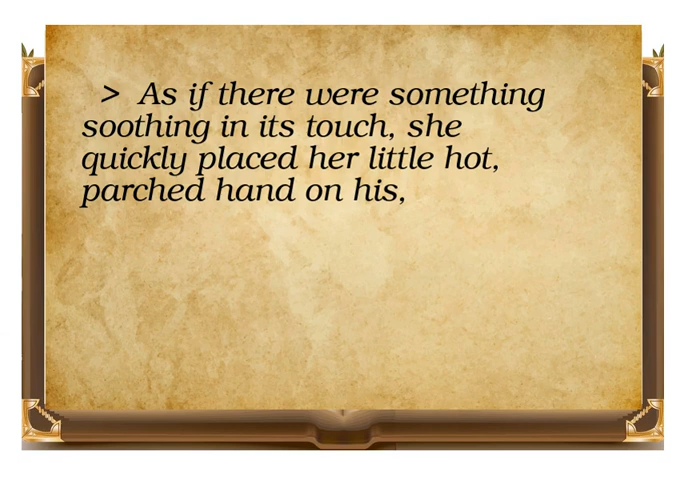 > As if there were something
soothing in its touch, she
quickly placed her little hot,
parched hand on his,